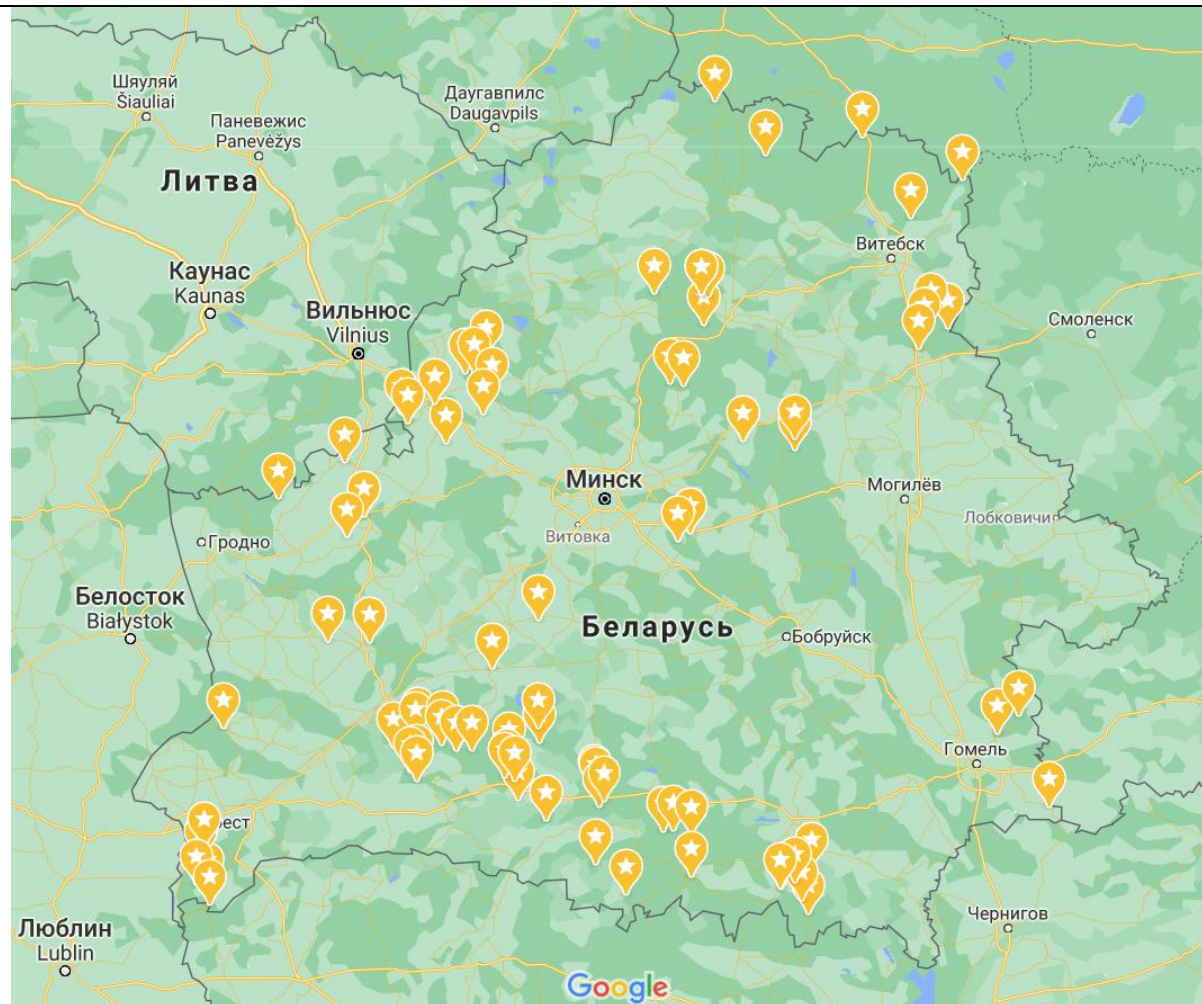 Шяуляй
Šiauliai
Даугавпилс
Daugavpils
Паневежис
Panevėžys
Литва
Витебск
Каунас
Kaunas
Вильнюс
Vilnius
Смоленск
Минск
Могилёв
Лобковичи
Витовка
Гродно
Белосток
Białystok
Беларусь
Бобруйск
Гомель
рест
Чернигов
Люблин
Lublin
Google